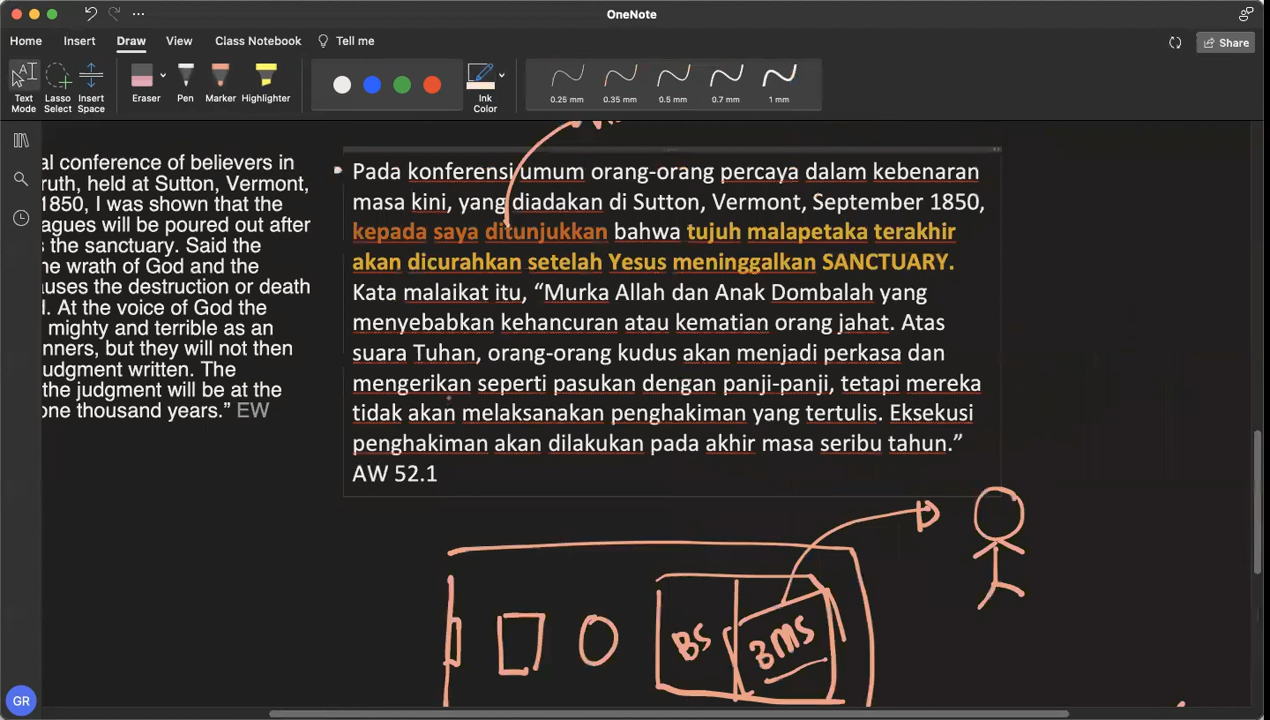 OneNote
Home Insert Draw View Class Notebook Tell me
Share
Text Mode
Lasso Select
Insert Space
Eraser
Pen
Marker
Highlighter
Ink Color
0.25 mm 0.35 mm 0.5 mm 0.7 mm 1 mm
al conference of believers in
ruth, held at Sutton, Vermont,
1850, I was shown that the
agues will be poured out after
s the sanctuary. Said the
he wrath of God and the
auses the destruction or death
d. At the voice of God the
mighty and terrible as an
nners, but they will not then
udgment written. The
the judgment will be at the
one thousand years.” EW
Pada konferensi umum orang-orang percaya dalam kebenaran
masa kini, yang diadakan di Sutton, Vermont, September 1850,
kepada saya ditunjukkan bahwa tujuh malapetaka terakhir
akan dicurahkan setelah Yesus meninggalkan SANCTUARY.
Kata malaikat itu, “Murka Allah dan Anak Dombalah yang
menyebabkan kehancuran atau kematian orang jahat. Atas
suara Tuhan, orang-orang kudus akan menjadi perkasa dan
mengerikan seperti pasukan dengan panji-panji, tetapi mereka
tidak akan melaksanakan penghakiman yang tertulis. Eksekusi
penghakiman akan dilakukan pada akhir masa seribu tahun.”
AW 52.1
BS BMS
GR